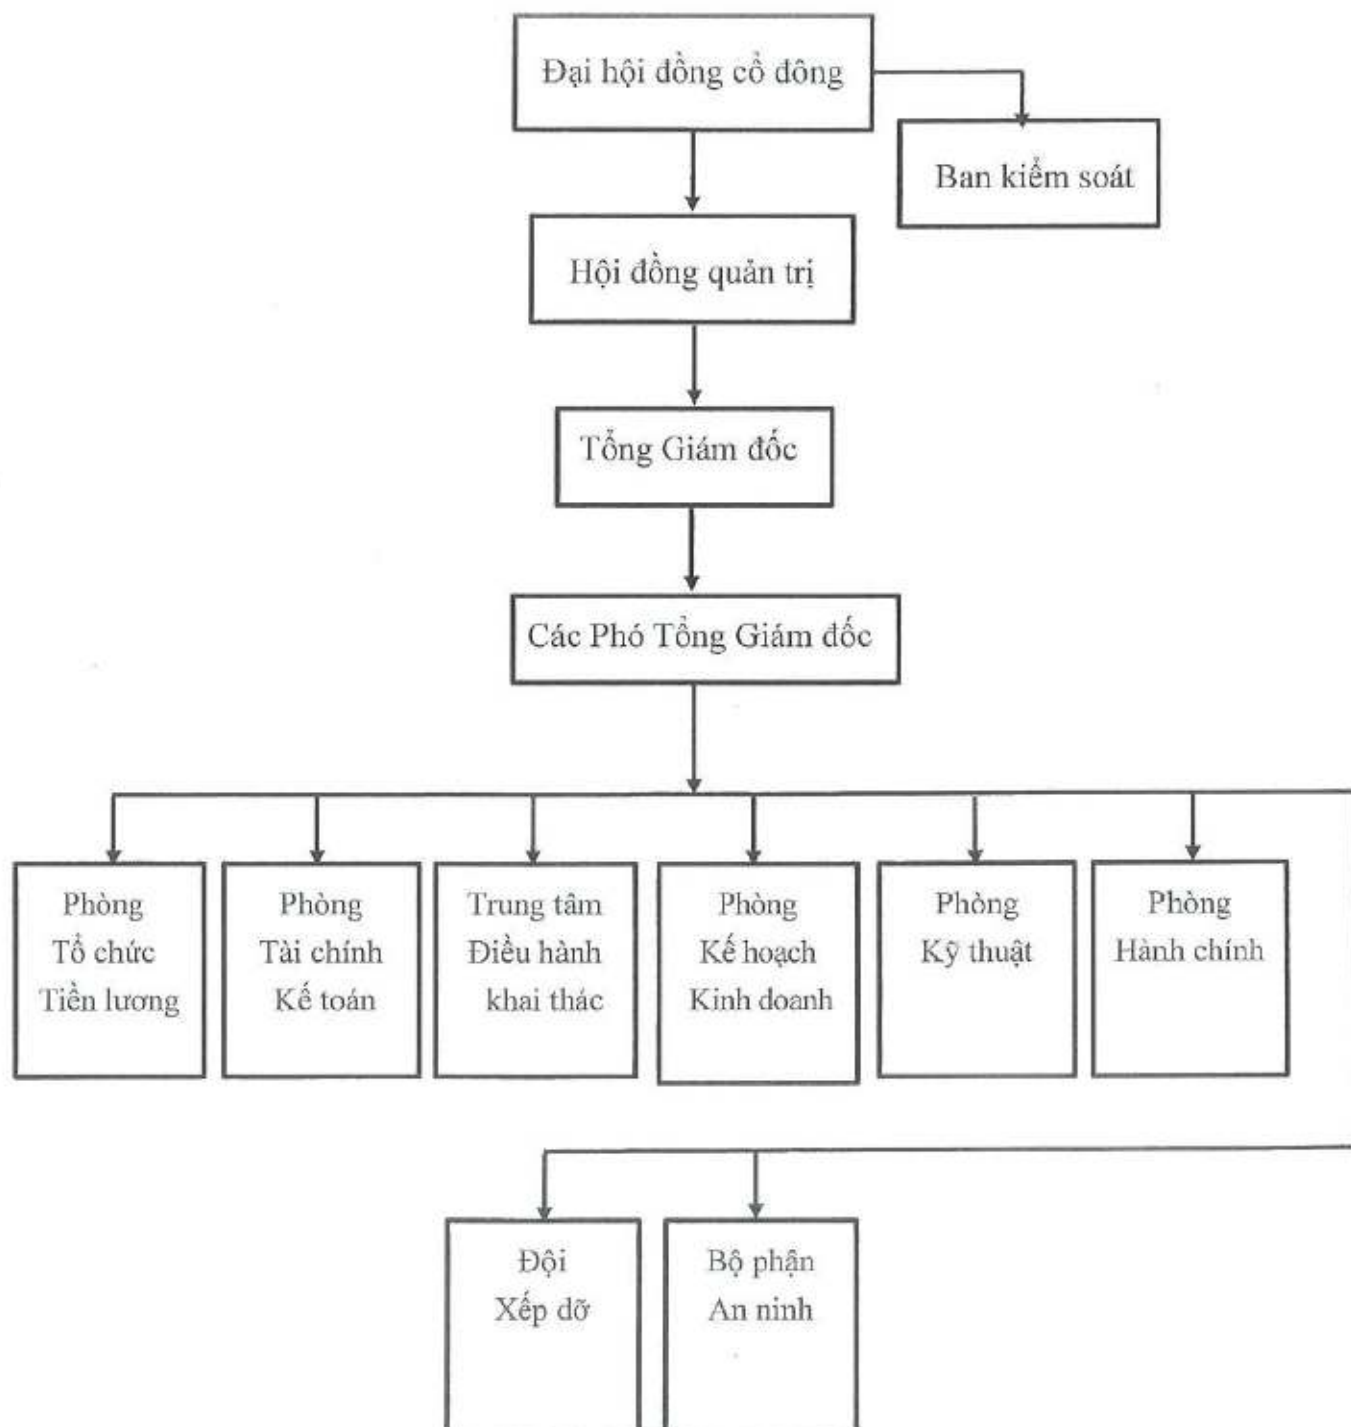 Đại hội đồng cổ đông
Ban kiểm soát
Hội đồng quản trị
Tổng Giám đốc
Các Phó Tổng Giám đốc
Phòng
Tổ chức
Tiền lương
Phòng
Tài chính
Kế toán
Trung tâm
Điều hành
khai thác
Phòng
Kế hoạch
Kinh doanh
Phòng
Kỹ thuật
Phòng
Hành chính
Đội
Xếp dỡ
Bộ phận
An ninh